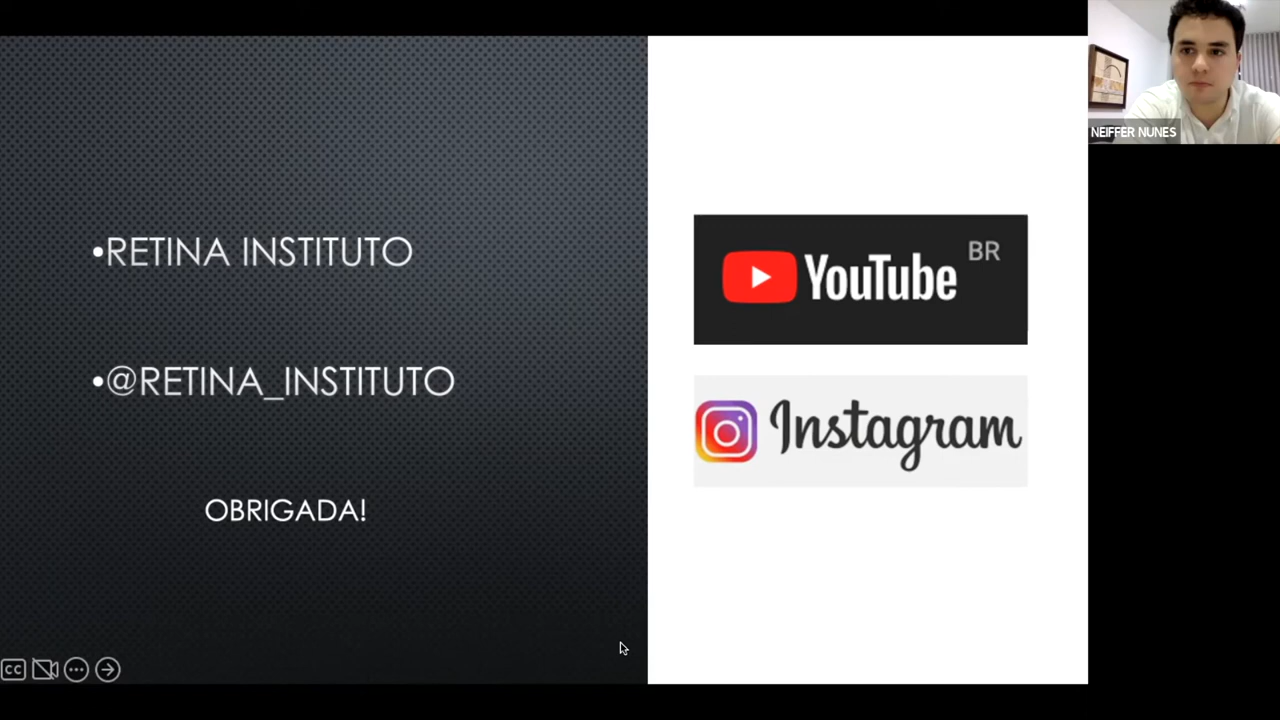 •RETINA INSTITUTO
•@RETINA_INSTITUTO
OBRIGADA!
YouTube BR
Instagram
NEIFFER NUNES
CC